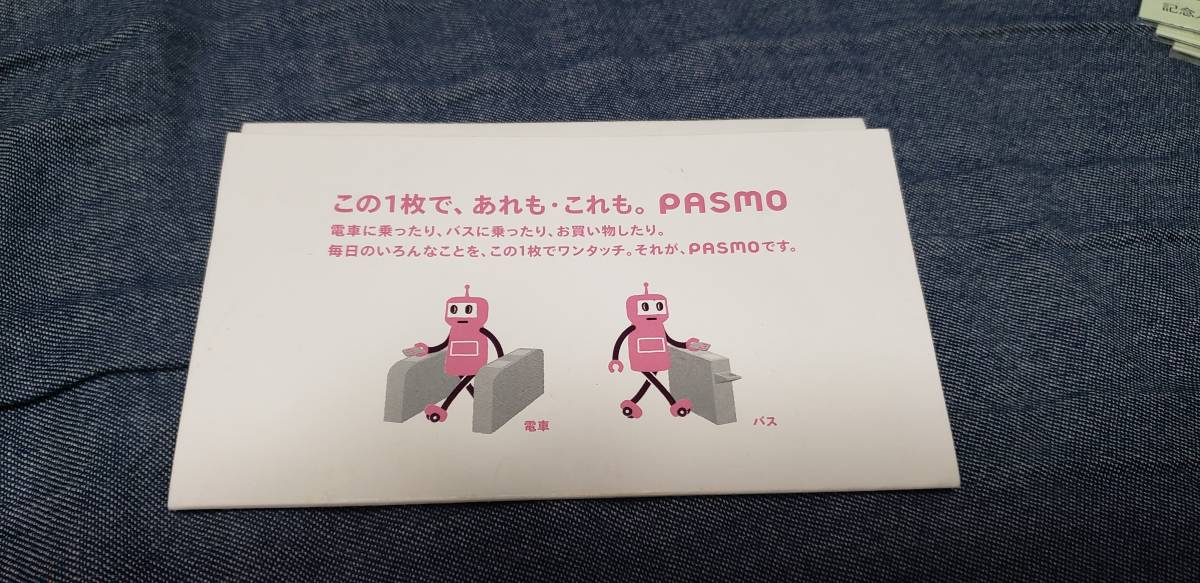 記念
この1枚で、あれも・これも。PASMO
電車に乗ったり、バスに乗ったり、お買い物したり。
毎日のいろんなことを、この1枚でワンタッチ。それが、PASMOです。
電車
バス